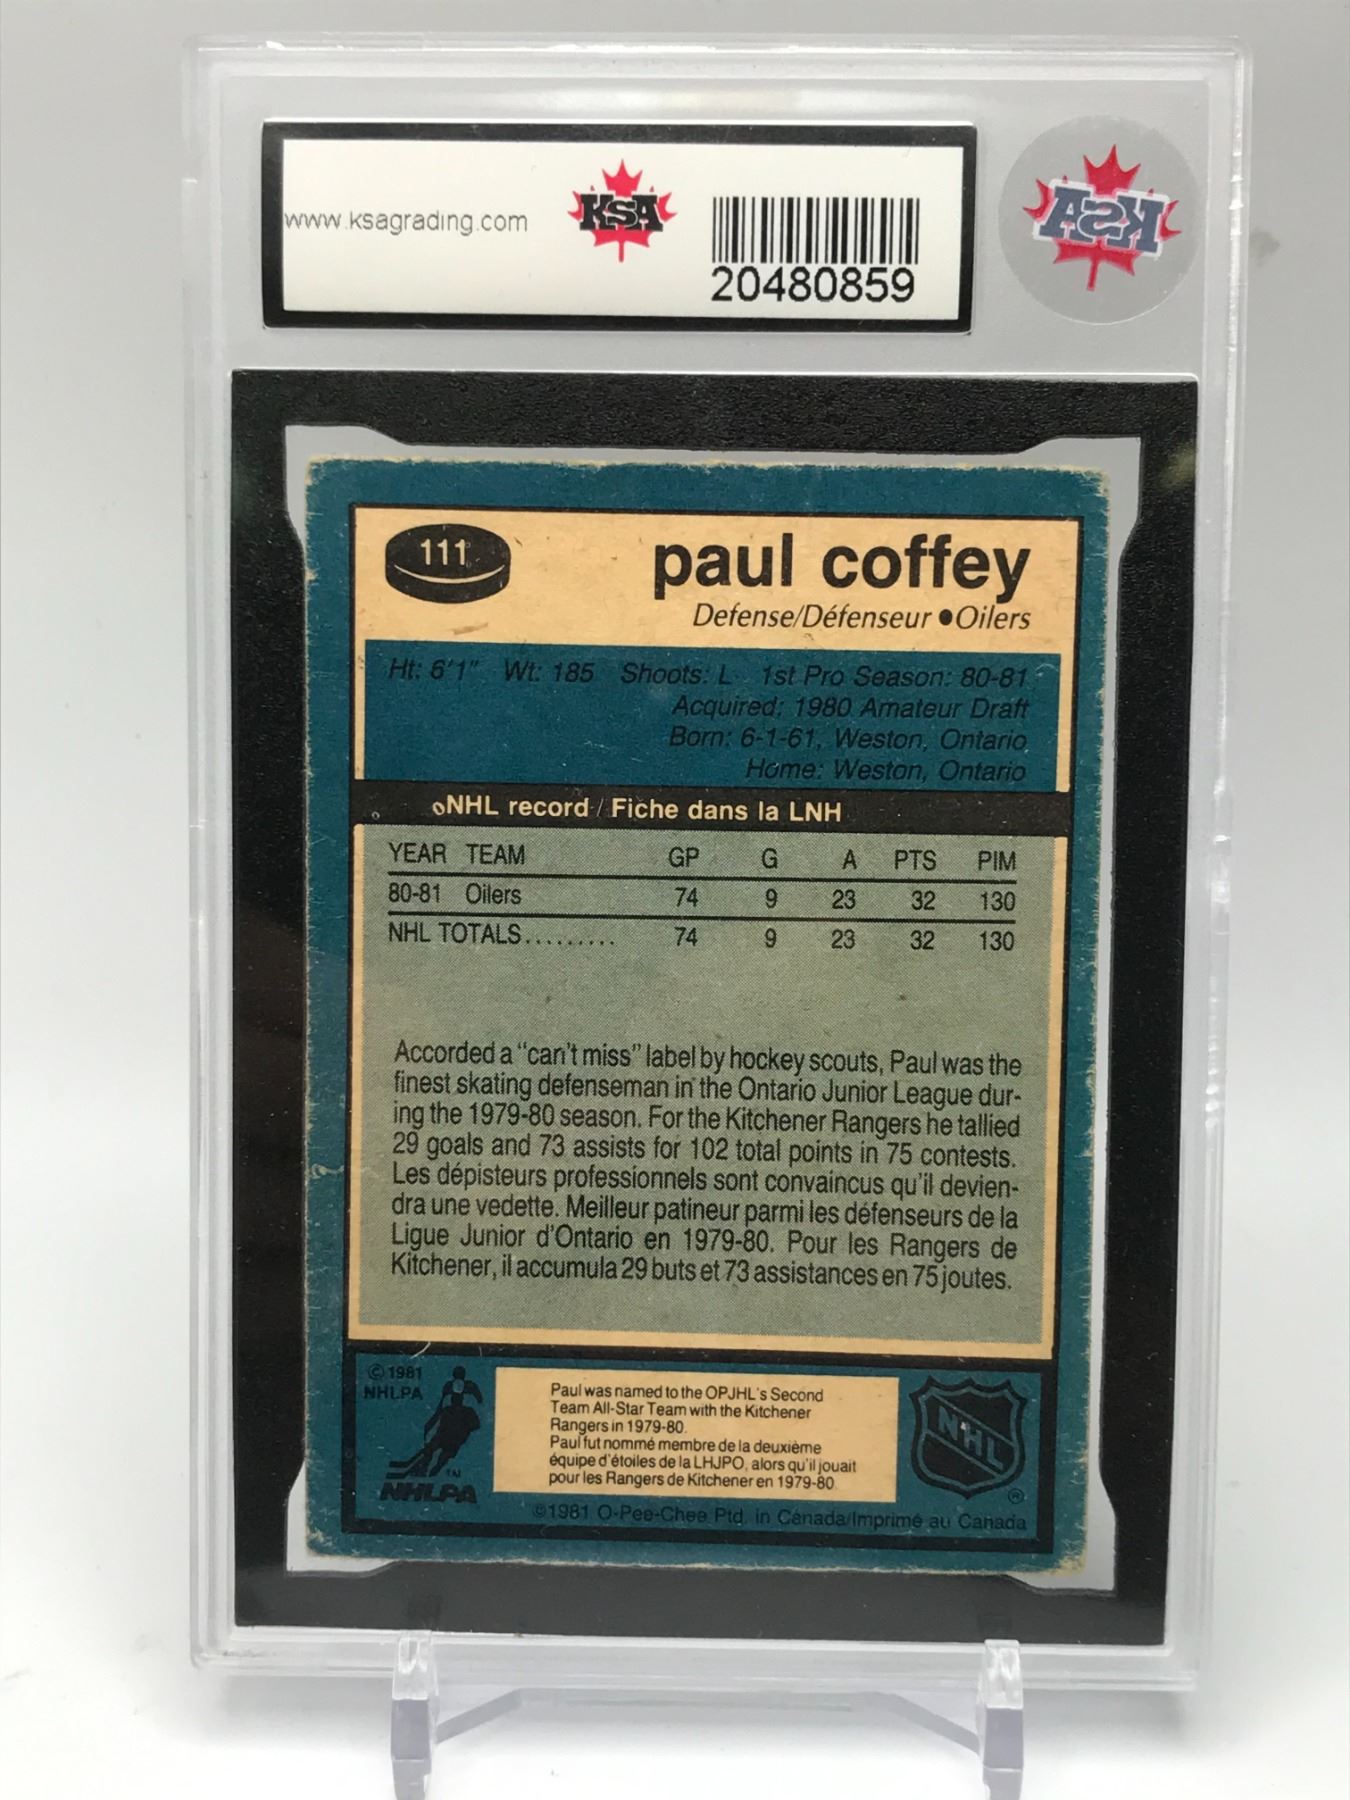 www.ksagrading.com
KSA
20480859
KSA
111
paul coffey
Defense/Défenseur ●Oilers
Ht: 6'1" Wt: 185 Shoots: L 1st Pro Season: 80-81
Acquired: 1980 Amateur Draft
Born: 6-1-61, Weston, Ontario
Home: Weston, Ontario
NHL record / Fiche dans la LNH
YEAR TEAM GP G A PTS PIM
80-81 Oilers 74 9 23 32 130
NHL TOTALS......... 74 9 23 32 130
Accorded a "can't miss" label by hockey scouts, Paul was the
finest skating defenseman in the Ontario Junior League dur-
ing the 1979-80 season. For the Kitchener Rangers he tallied
29 goals and 73 assists for 102 total points in 75 contests.
Les dépisteurs professionnels sont convaincus qu'il devien-
dra une vedette. Meilleur patineur parmi les défenseurs de la
Ligue Junior d'Ontario en 1979-80. Pour les Rangers de
Kitchener, il accumula 29 buts et 73 assistances en 75 joutes.
©1981
NHLPA
TM
NHLPA
Paul was named to the OPJHL's Second
Team All-Star Team with the Kitchener
Rangers in 1979-80.
Paul fut nommé membre de la deuxième
équipe d'étoiles de la LHJPO, alors qu'il jouait
pour les Rangers de Kitchener en 1979-80.
NHL
®
©1981 O-Pee-Chee Ptd. in Canada/Imprimé au Canada